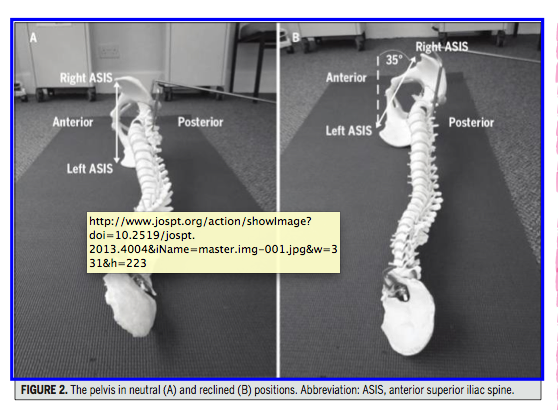 A
Right ASIS
Anterior
Posterior
Left ASIS
B
35°
Right ASIS
Anterior
Left ASIS
Posterior
http://www.jospt.org/action/showImage?
doi=10.2519/jospt.
2013.4004&iName=master.img-001.jpg&w=3
31&h=223
FIGURE 2. The pelvis in neutral (A) and reclined (B) positions. Abbreviation: ASIS, anterior superior iliac spine.